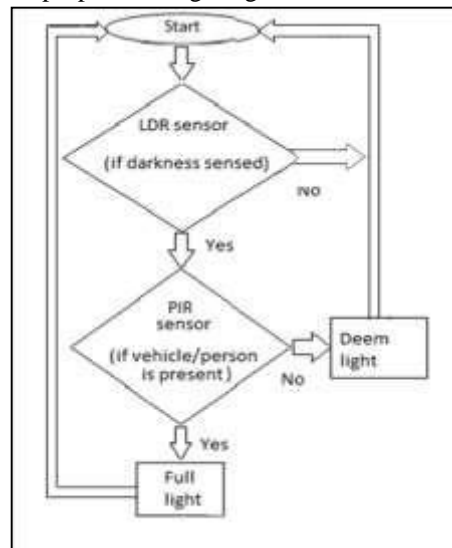 Start
LDR sensor
(if darkness sensed)
No
Yes
PIR
sensor
(if vehicle/person
is present)
No
Deem
light
Yes
Full
light